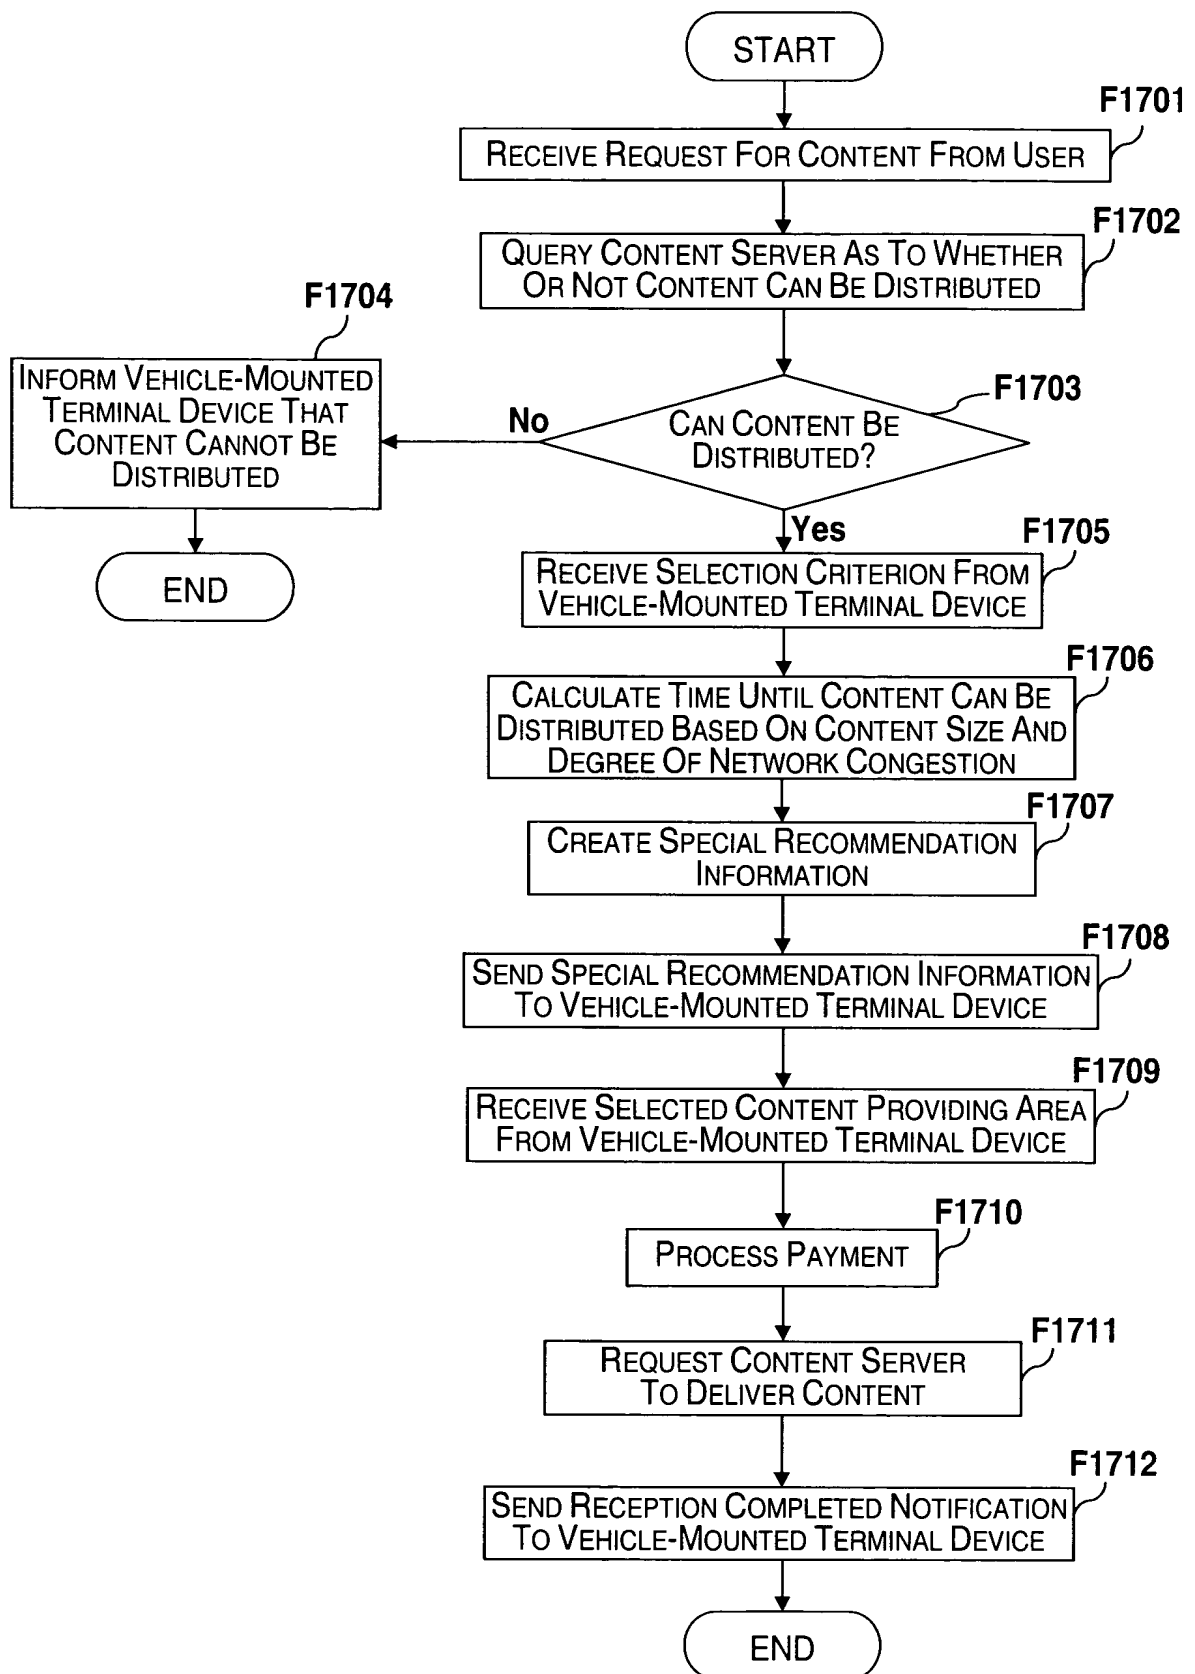 START
F1701
RECEIVE REQUEST FOR CONTENT FROM USER
F1702
QUERY CONTENT SERVER AS TO WHETHER
OR NOT CONTENT CAN BE DISTRIBUTED
F1704
INFORM VEHICLE-MOUNTED
TERMINAL DEVICE THAT
CONTENT CANNOT BE
DISTRIBUTED
END
No
F1703
CAN CONTENT BE
DISTRIBUTED?
Yes
F1705
RECEIVE SELECTION CRITERION FROM
VEHICLE-MOUNTED TERMINAL DEVICE
F1706
CALCULATE TIME UNTIL CONTENT CAN BE
DISTRIBUTED BASED ON CONTENT SIZE AND
DEGREE OF NETWORK CONGESTION
F1707
CREATE SPECIAL RECOMMENDATION
INFORMATION
F1708
SEND SPECIAL RECOMMENDATION INFORMATION
TO VEHICLE-MOUNTED TERMINAL DEVICE
F1709
RECEIVE SELECTED CONTENT PROVIDING AREA
FROM VEHICLE-MOUNTED TERMINAL DEVICE
F1710
PROCESS PAYMENT
F1711
REQUEST CONTENT SERVER
TO DELIVER CONTENT
F1712
SEND RECEPTION COMPLETED NOTIFICATION
TO VEHICLE-MOUNTED TERMINAL DEVICE
END